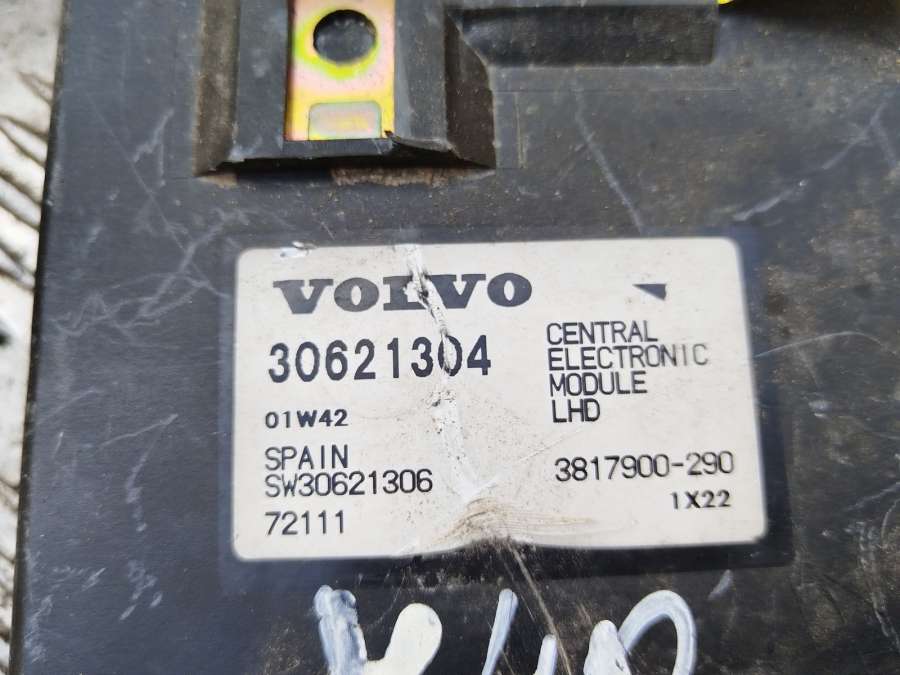 VOLVO
30621304
CENTRAL
ELECTRONIC
MODULE
LHD
01W42
SPAIN
SW30621306
72111
3817900-290
1X22